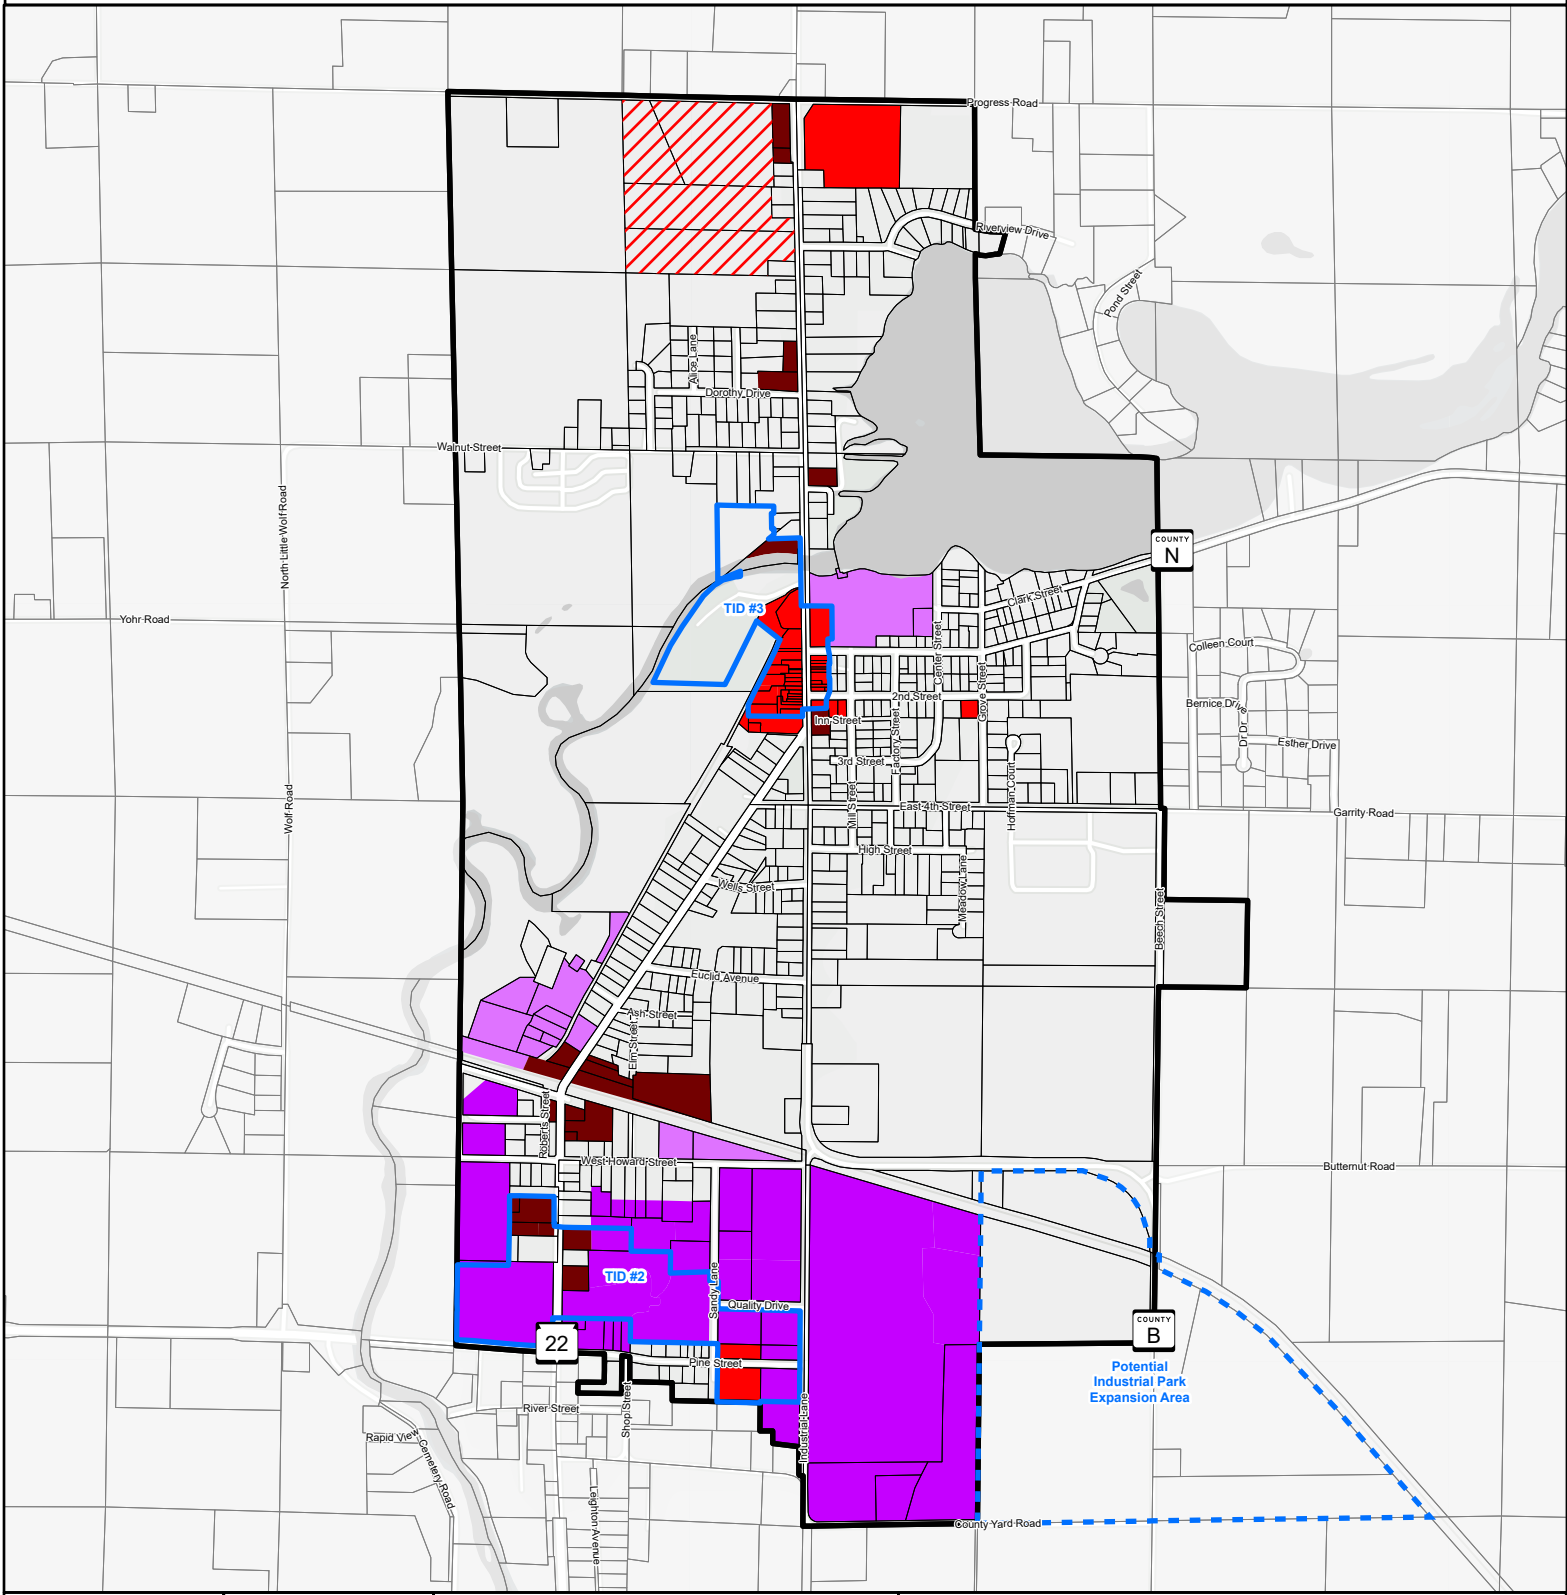 Progress Road
Riverview Drive
Pond Street
Alice Lane
Dorothy Drive
Walnut Street
North Little Wolf Road
COUNTY
N
Clark Street
TID #3
Yohr Road
Center Street
Colleen Court
2nd Street
Grove Street
Bernice Drive
Inn Street
Factory Street
Dr Dr
Esther Drive
3rd Street
Hoffman Court
Wolf Road
Mill Street
East 4th Street
Garrity Road
High Street
Meadow Lane
Wells Street
Beech Street
Euclid Avenue
Ash Street
Elm Street
Roberts Street
West Howard Street
Butternut Road
TID #2
Sandy Lane
Quality Drive
COUNTY
B
22
Pine Street
Potential
Industrial Park
Expansion Area
River Street
Shop Street
Industrial Lane
Rapid View
Cemetery Road
Leighton Avenue
County Yard Road